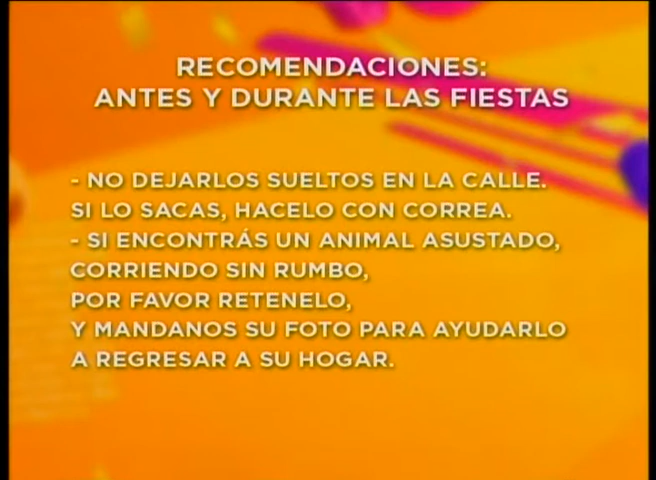 RECOMENDACIONES:
ANTES Y DURANTE LAS FIESTAS
- NO DEJARLOS SUELTOS EN LA CALLE.
SI LO SACAS, HACELO CON CORREA.
- SI ENCONTRÁS UN ANIMAL ASUSTADO,
CORRIENDO SIN RUMBO,
POR FAVOR RETENELO,
Y MANDANOS SU FOTO PARA AYUDARLO
A REGRESAR A SU HOGAR.